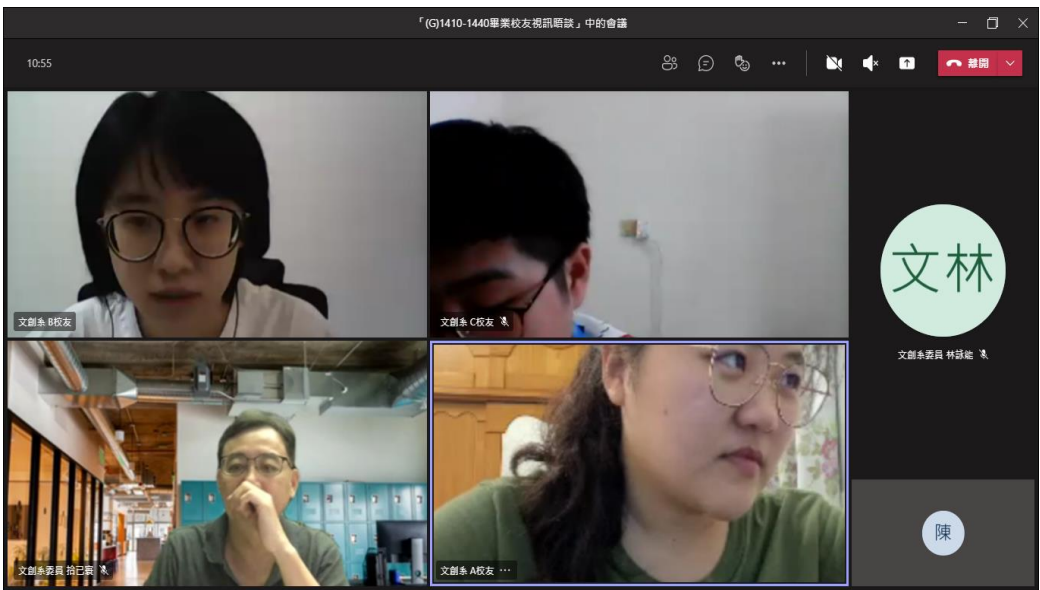 「(G)1410-1440畢業校友視訊晤談」中的會議
10:55
離開
文創系 B校友
文創系 C校友
文林
文創系委員 林詠能
文創系委員 拾已寰
文創系 A校友
陳